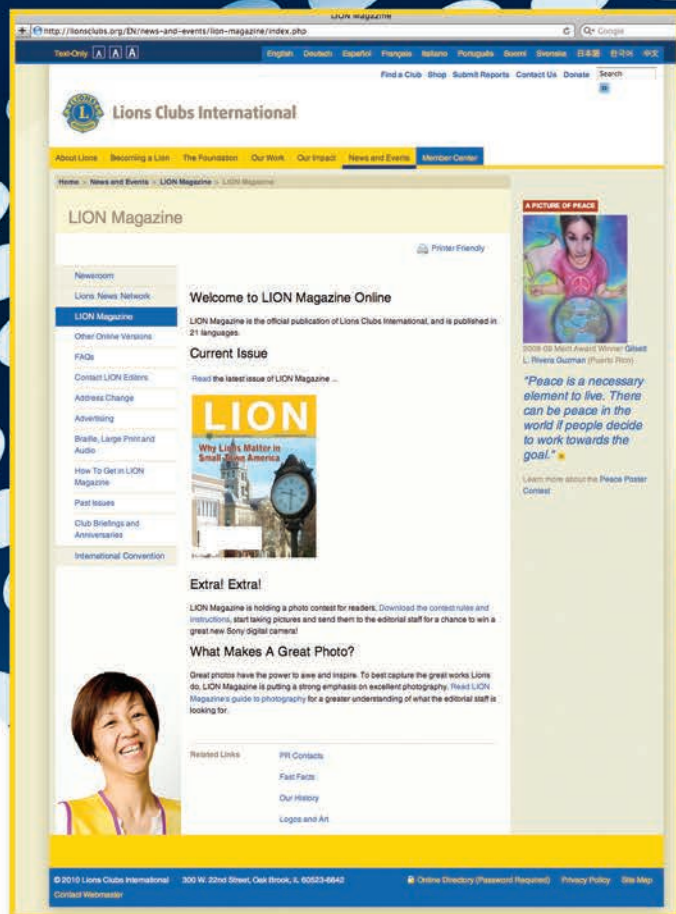 LION Magazine
http://lionsclubs.org/EN/news-and-events/lion-magazine/index.php
Google
Text-Only A A A
English Deutsch Español Français Italiano Português Suomi Svenska 日本語 한국어 中文
Find a Club Shop Submit Reports Contact Us Donate Search
Lions Clubs International
About Lions Becoming a Lion The Foundation Our Work Our Impact News and Events Member Center
Home > News and Events > LION Magazine > LION Magazine
LION Magazine
Printer Friendly
Newsroom
Lions News Network
LION Magazine
Other Online Versions
FAQs
Contact LION Editors
Address Change
Advertising
Braille, Large Print and
Audio
How To Get in LION
Magazine
Past Issues
Club Briefings and
Anniversaries
International Convention
Welcome to LION Magazine Online
LION Magazine is the official publication of Lions Clubs International, and is published in
21 languages.
Current Issue
Read the latest issue of LION Magazine ...
LION
Why Lions Matter in
Small-Town America
Extra! Extra!
LION Magazine is holding a photo contest for readers. Download the contest rules and
instructions, start taking pictures and send them to the editorial staff for a chance to win a
great new Sony digital camera!
What Makes A Great Photo?
Great photos have the power to awe and inspire. To best capture the great works Lions
do, LION Magazine is putting a strong emphasis on excellent photography. Read LION
Magazine's guide to photography for a greater understanding of what the editorial staff is
looking for.
Related Links
PR Contacts
Fast Facts
Our History
Logos and Art
A PICTURE OF PEACE
2008-09 Merit Award Winner Gilsett
L. Rivera Guzman (Puerto Rico)
"Peace is a necessary
element to live. There
can be peace in the
world if people decide
to work towards the
goal."
Learn more about the Peace Poster
Contest
© 2010 Lions Clubs International 300 W. 22nd Street, Oak Brook, IL 60523-8842
Online Directory (Password Required) Privacy Policy Site Map
Contact Webmaster